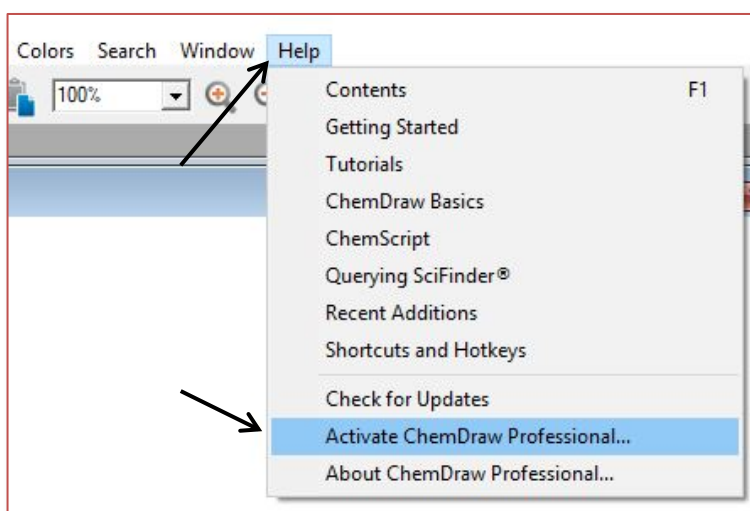 Colors Search Window Help
100%
Contents F1
Getting Started
Tutorials
ChemDraw Basics
ChemScript
Querying SciFinder®
Recent Additions
Shortcuts and Hotkeys
Check for Updates
Activate ChemDraw Professional...
About ChemDraw Professional...